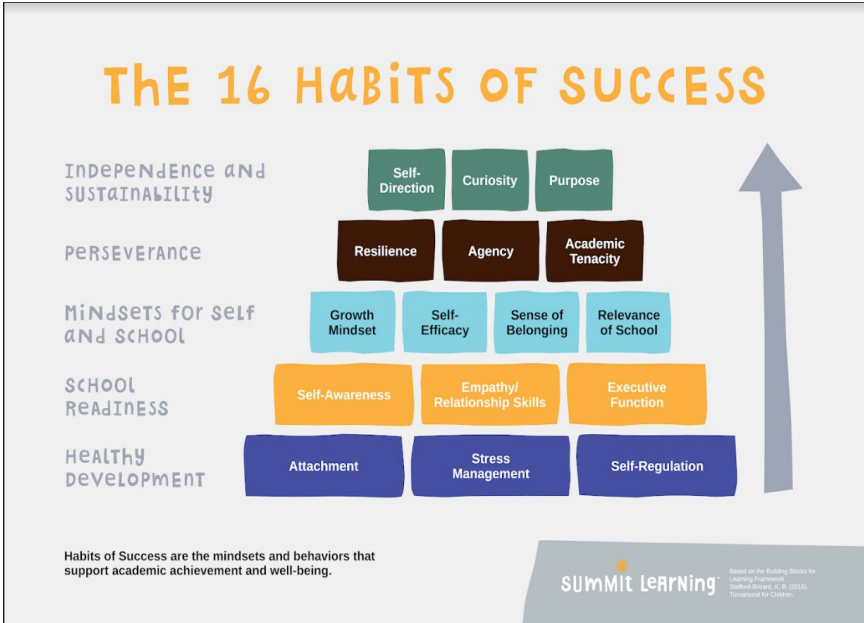 The 16 Habits of Success
Independence and
Sustainability
Self-
Direction
Curiosity
Purpose
Perseverance
Resilience
Agency
Academic
Tenacity
Mindsets for Self
and School
Growth
Mindset
Self-
Efficacy
Sense of
Belonging
Relevance
of School
School
Readiness
Self-Awareness
Empathy/
Relationship Skills
Executive
Function
Healthy
Development
Attachment
Stress
Management
Self-Regulation
Habits of Success are the mindsets and behaviors that
support academic achievement and well-being.
Summit Learning
Based on the Building Blocks for
Learning Framework.
Stafford-Brizard, K. B. (2016).
Turnaround for Children.